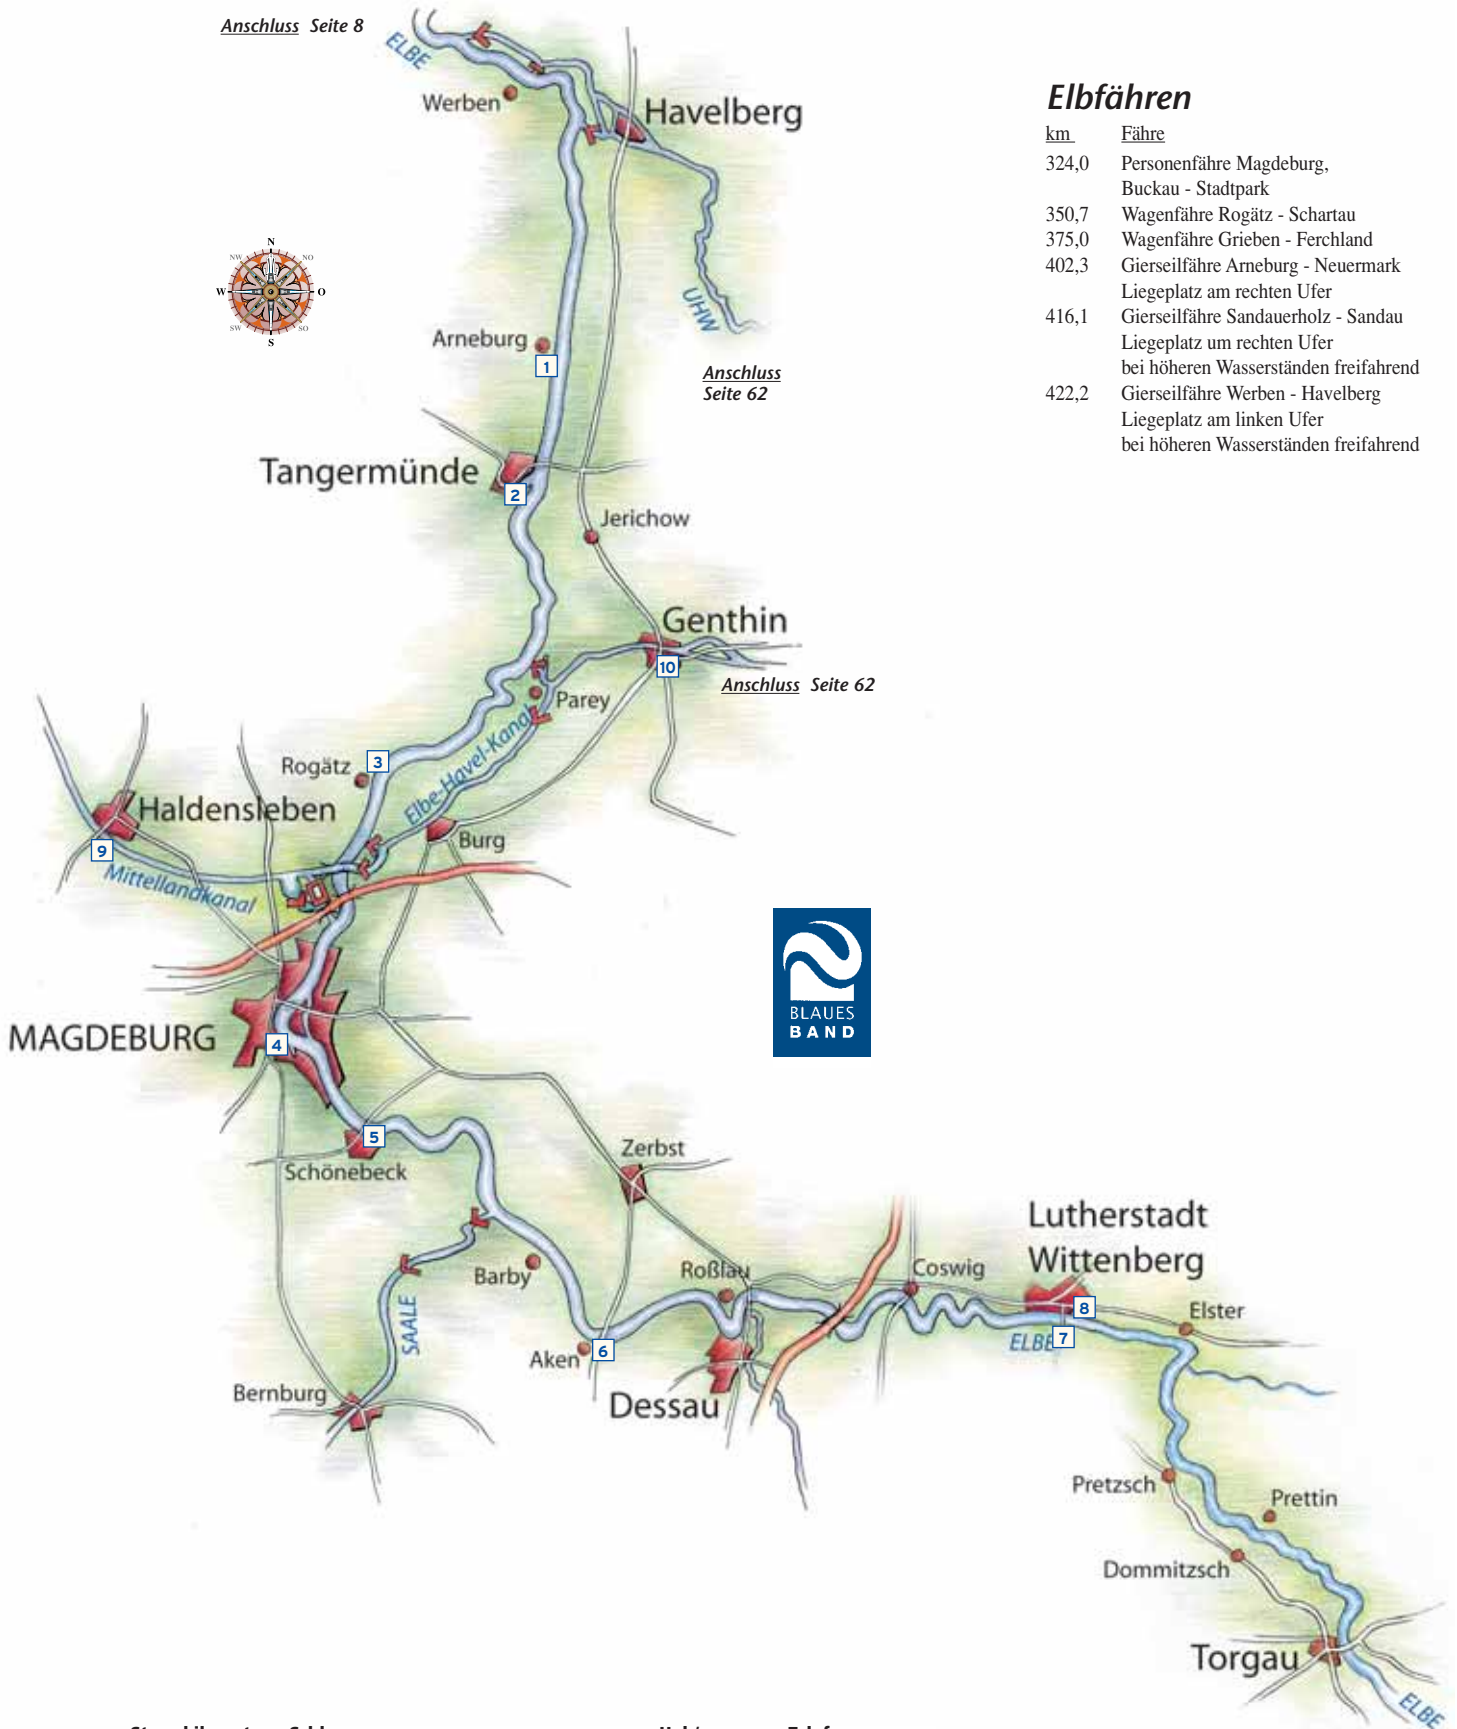 Anschluss Seite 8
ELBE
Werben
Havelberg
Elbfähren
km Fähre
324,0 Personenfähre Magdeburg,
Buckau - Stadtpark
350,7 Wagenfähre Rogätz - Schartau
375,0 Wagenfähre Grieben - Ferchland
402,3 Gierseilfähre Arneburg - Neuermark
Liegeplatz am rechten Ufer
416,1 Gierseilfähre Sandauerholz - Sandau
Liegeplatz um rechten Ufer
bei höheren Wasserständen freifahrend
422,2 Gierseilfähre Werben - Havelberg
Liegeplatz am linken Ufer
bei höheren Wasserständen freifahrend
N
NW NO
W O
SW SO
S
UHW
Arneburg
1
Anschluss
Seite 62
Tangermünde
2
Jerichow
Genthin
10
Anschluss Seite 62
Parey
Elbe-Havel-Kanal
Rogätz
3
Haldensleben
9
Burg
Mittellandkanal
BLAUES
BAND
MAGDEBURG
4
5
Schönebeck
Zerbst
Lutherstadt
Wittenberg
Barby
Roßlau
Coswig
8
Elster
SAALE
ELBE
7
Aken
6
Bernburg
Dessau
Pretzsch
Prettin
Dommitzsch
Torgau
ELBE